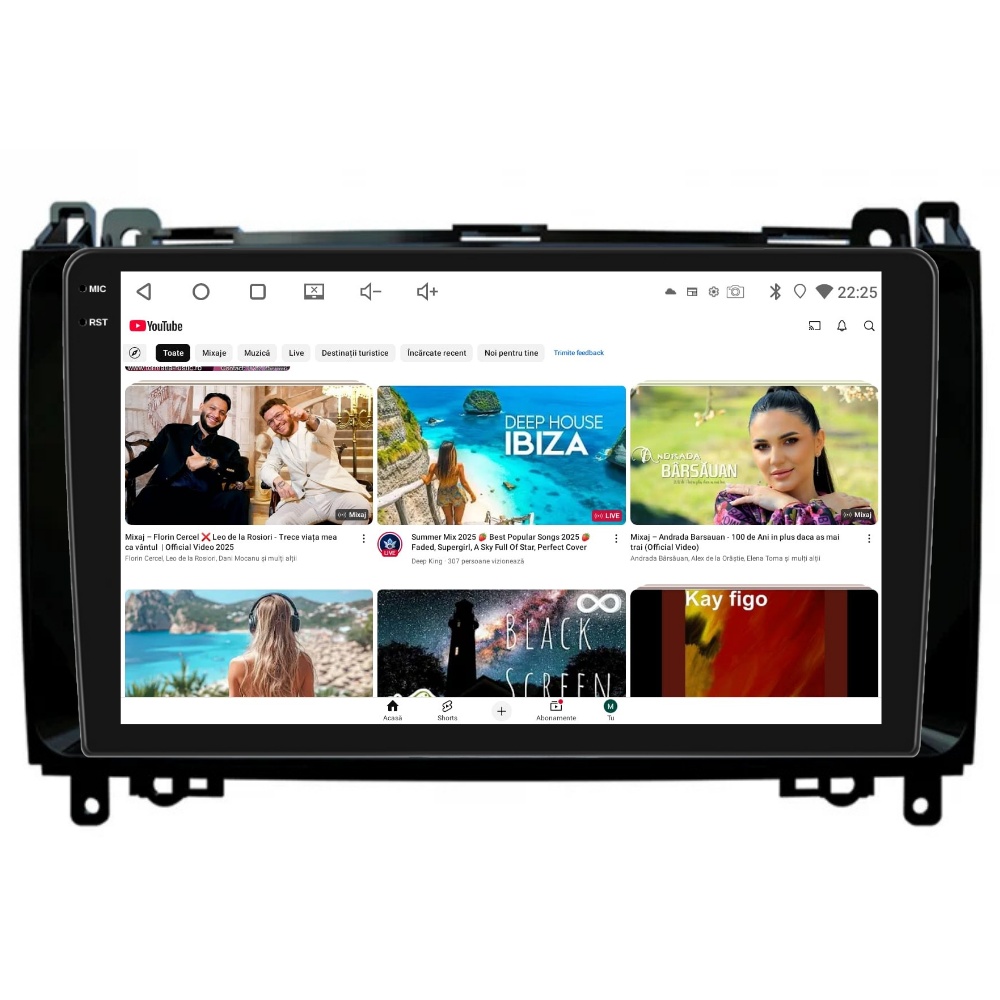 MIC
RST
22:25
YouTube
Toate
Mixaje
Muzică
Live
Destinații turistice
Încărcate recent
Noi pentru tine
Trimite feedback
Mixaj
DEEP HOUSE
IBIZA
LIVE
ANDRADA
BÂRSĂUAN
Mixaj
Mixaj – Florin Cercel ❌ Leo de la Rosiori - Trece viața mea
ca vântul | Official Video 2025
Florin Cercel, Leo de la Rosiori, Dani Mocanu și mulți alții
LIVE
Summer Mix 2025 🍓 Best Popular Songs 2025 🍓
Faded, Supergirl, A Sky Full Of Star, Perfect Cover
Deep King · 307 persoane vizionează
Mixaj – Andrada Barsauan - 100 de Ani in plus daca as mai
trai (Official Video)
Andrada Bârsăuan, Alex de la Orăștie, Elena Toma și mulți alții
BLACK
SCREEN
Kay figo
Acasă
Shorts
Abonamente
M
Tu